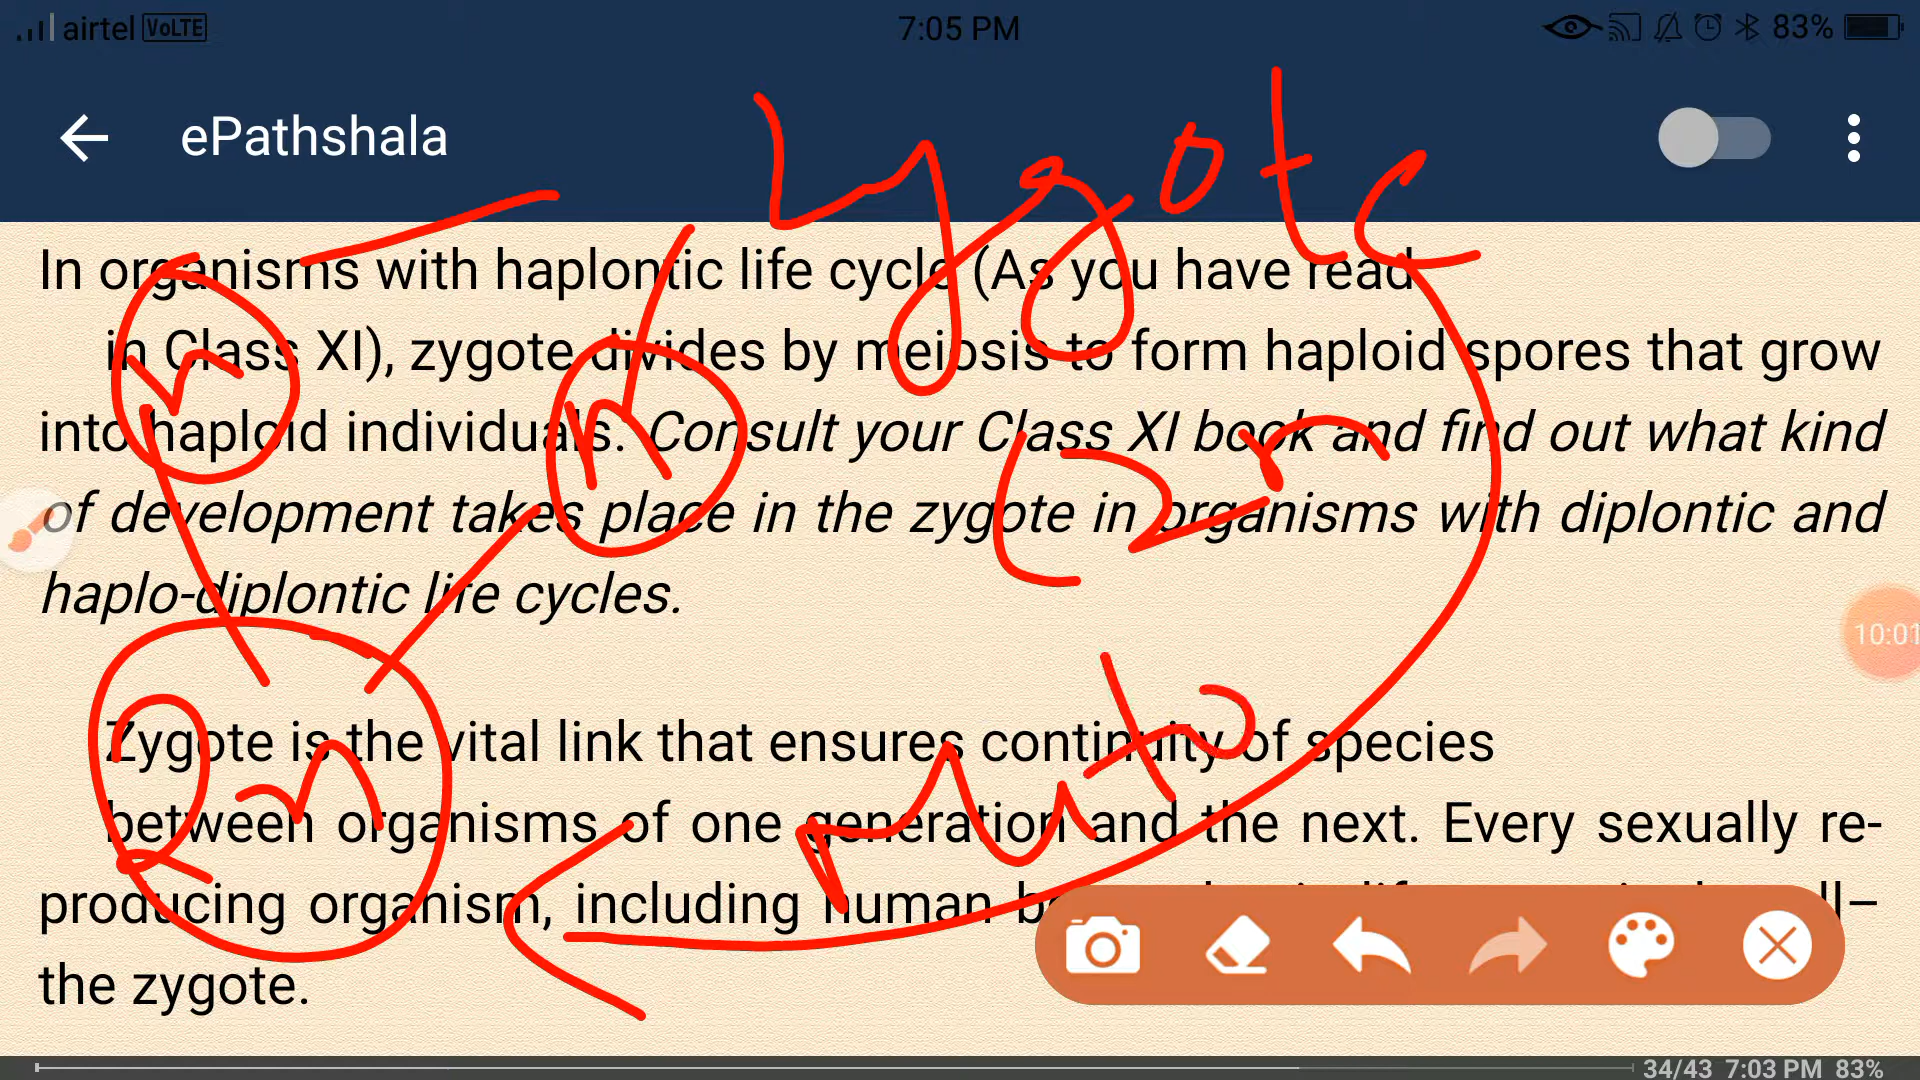 airtel VoLTE 7:05 PM 83%
ePathshala
Zygote
In organisms with haplontic life cycle (As you have read
in Class XI), zygote divides by meiosis to form haploid spores that grow
into haploid individuals. Consult your Class XI book and find out what kind
of development takes place in the zygote in organisms with diplontic and
haplo-diplontic life cycles.
n
n
2n
Zygote is the vital link that ensures continuity of species
between organisms of one generation and the next. Every sexually re-
producing organism, including human
the zygote.
2n
10:01
34/43 7:03 PM 83%